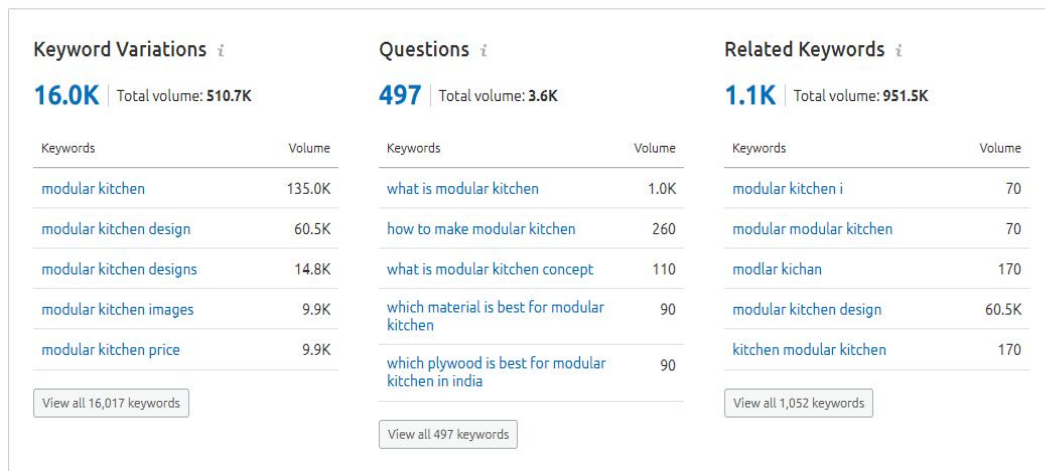 Keyword Variations i
16.0K Total volume: 510.7K
Keywords Volume
modular kitchen 135.0K
modular kitchen design 60.5K
modular kitchen designs 14.8K
modular kitchen images 9.9K
modular kitchen price 9.9K
View all 16,017 keywords
Questions i
497 Total volume: 3.6K
Keywords Volume
what is modular kitchen 1.0K
how to make modular kitchen 260
what is modular kitchen concept 110
which material is best for modular 90
kitchen
which plywood is best for modular 90
kitchen in india
View all 497 keywords
Related Keywords i
1.1K Total volume: 951.5K
Keywords Volume
modular kitchen i 70
modular modular kitchen 70
modlar kichan 170
modular kitchen design 60.5K
kitchen modular kitchen 170
View all 1,052 keywords